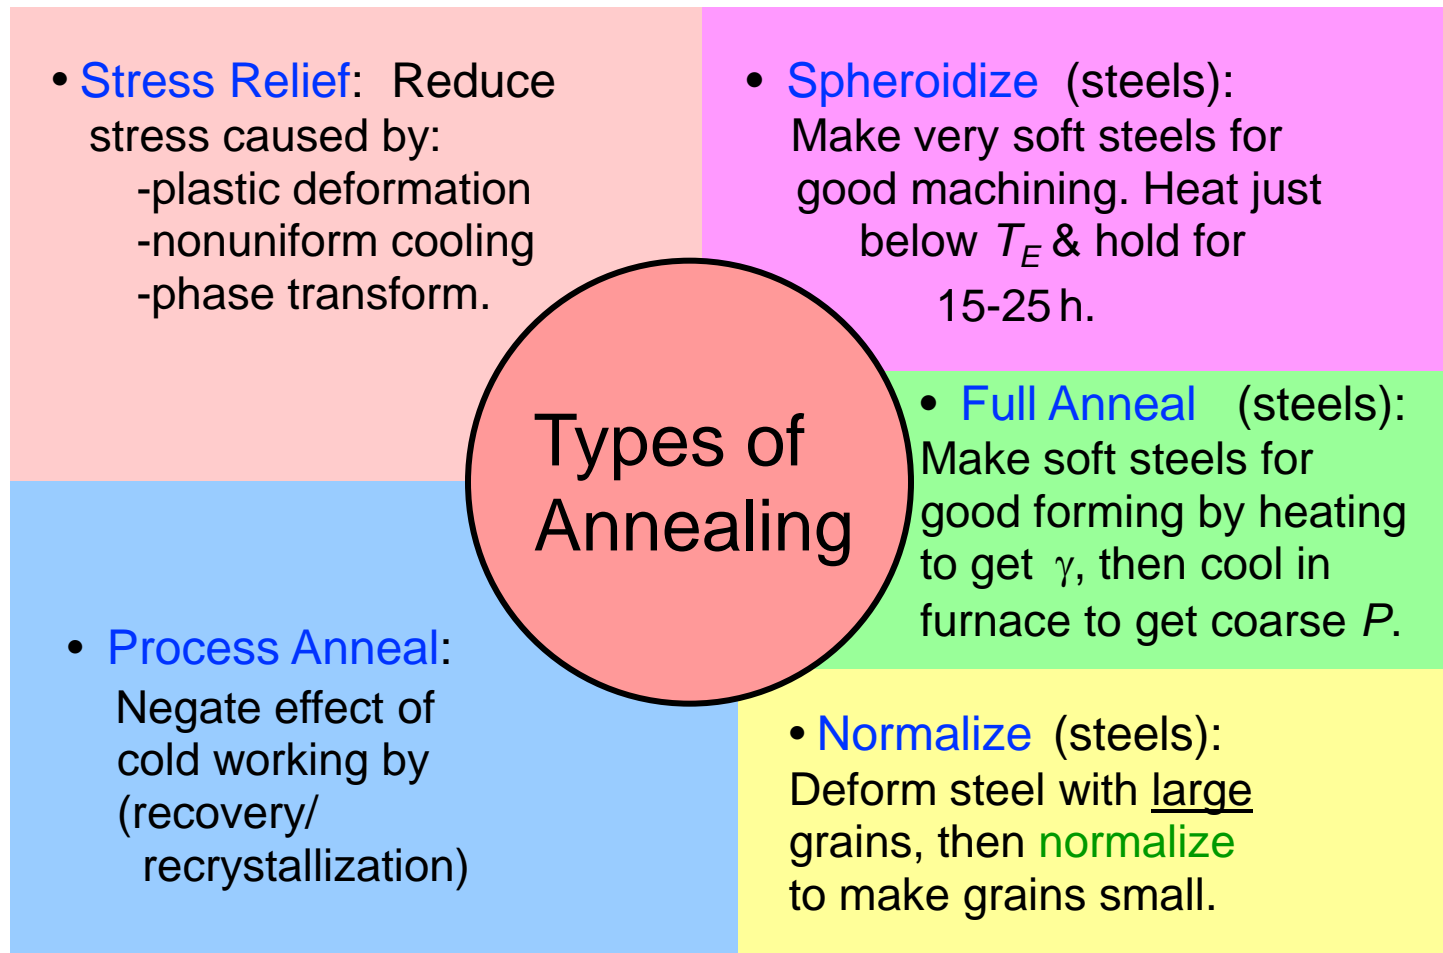 • Stress Relief: Reduce
stress caused by:
-plastic deformation
-nonuniform cooling
-phase transform.
• Spheroidize (steels):
Make very soft steels for
good machining. Heat just
below T_E & hold for
15-25 h.
Types of
Annealing
• Full Anneal (steels):
Make soft steels for
good forming by heating
to get γ, then cool in
furnace to get coarse P.
• Process Anneal:
Negate effect of
cold working by
(recovery/
recrystallization)
• Normalize (steels):
Deform steel with large
grains, then normalize
to make grains small.